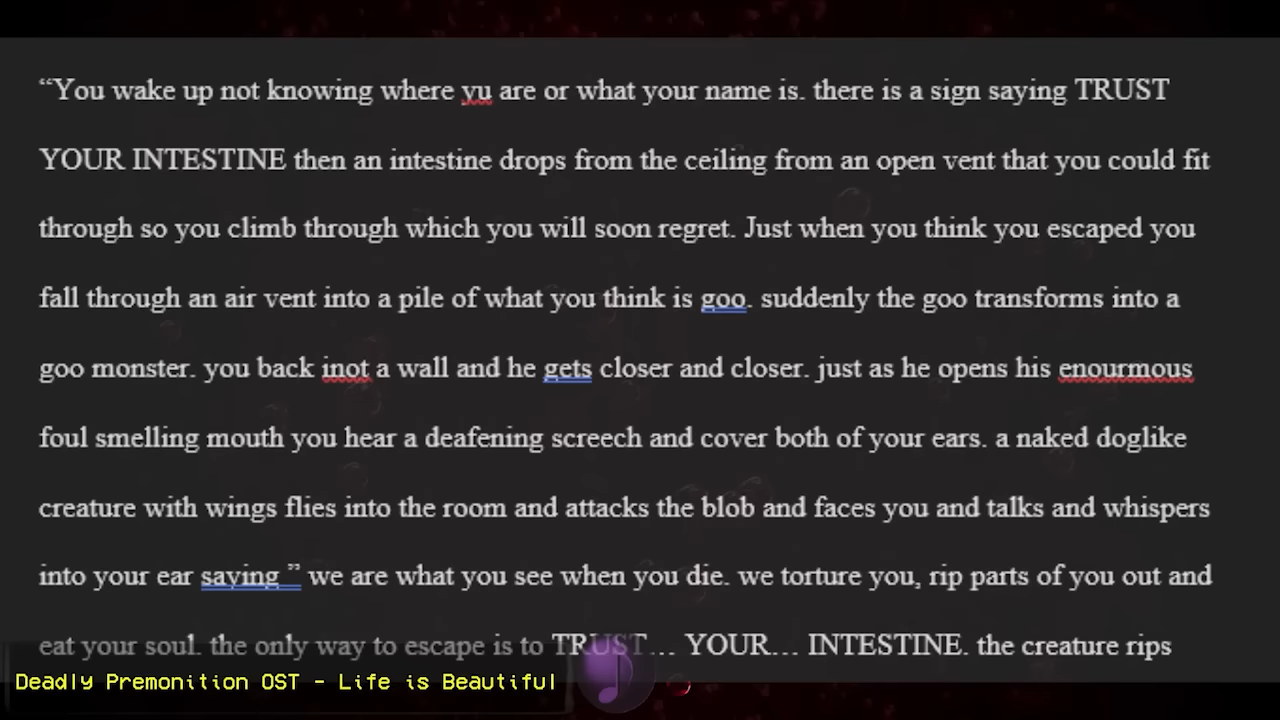 “You wake up not knowing where yu are or what your name is. there is a sign saying TRUST
YOUR INTESTINE then an intestine drops from the ceiling from an open vent that you could fit
through so you climb through which you will soon regret. Just when you think you escaped you
fall through an air vent into a pile of what you think is goo. suddenly the goo transforms into a
goo monster. you back inot a wall and he gets closer and closer. just as he opens his enourmous
foul smelling mouth you hear a deafening screech and cover both of your ears. a naked doglike
creature with wings flies into the room and attacks the blob and faces you and talks and whispers
into your ear saying ” we are what you see when you die. we torture you, rip parts of you out and
eat your soul. the only way to escape is to TRUST… YOUR… INTESTINE. the creature rips
Deadly Premonition OST - Life is Beautiful